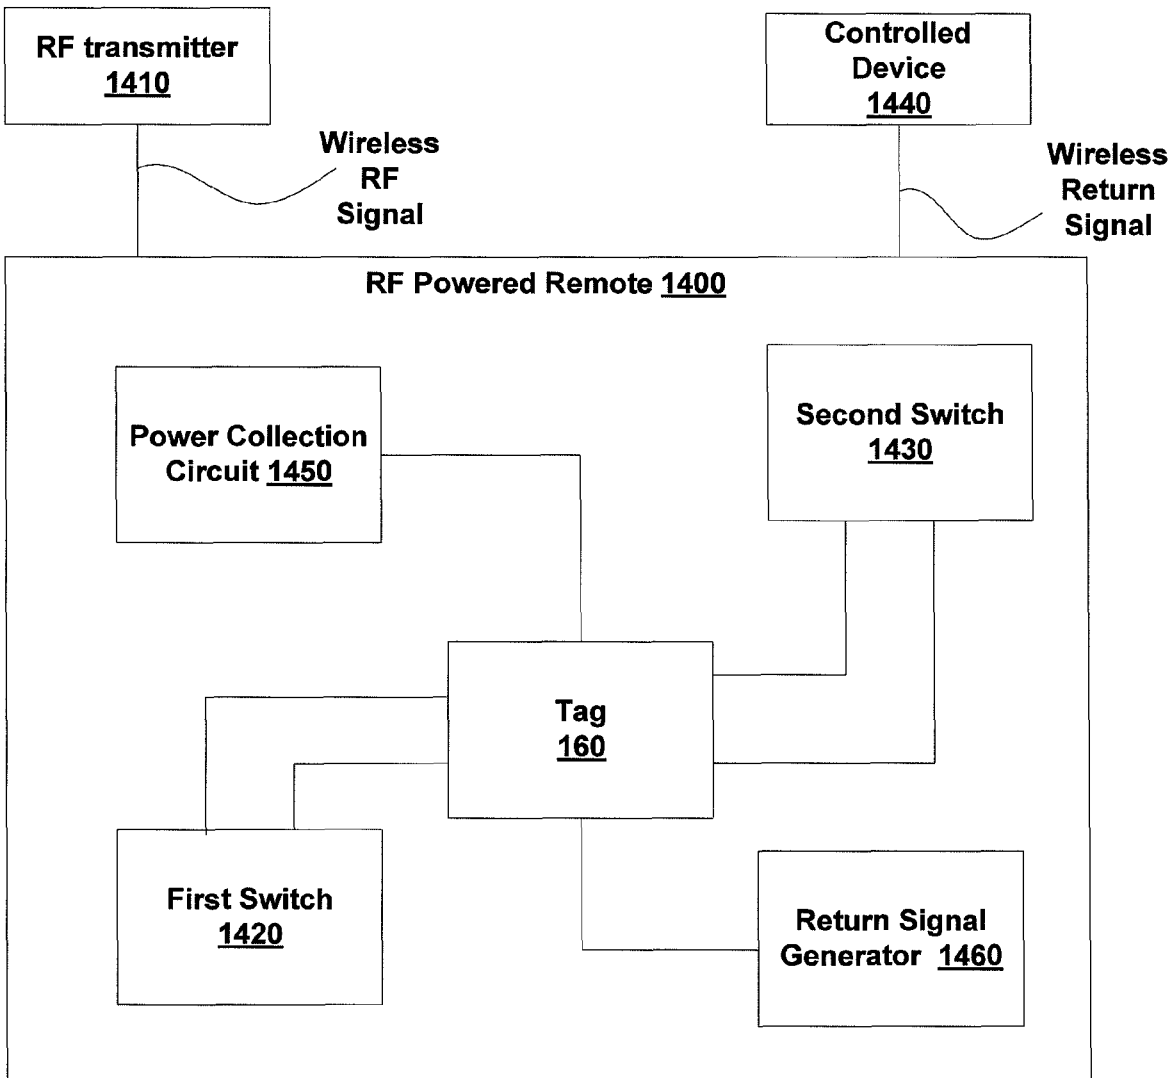 RF transmitter
1410
Controlled
Device
1440
Wireless
RF
Signal
Wireless
Return
Signal
RF Powered Remote 1400
Power Collection
Circuit 1450
Second Switch
1430
Tag
160
First Switch
1420
Return Signal
Generator 1460